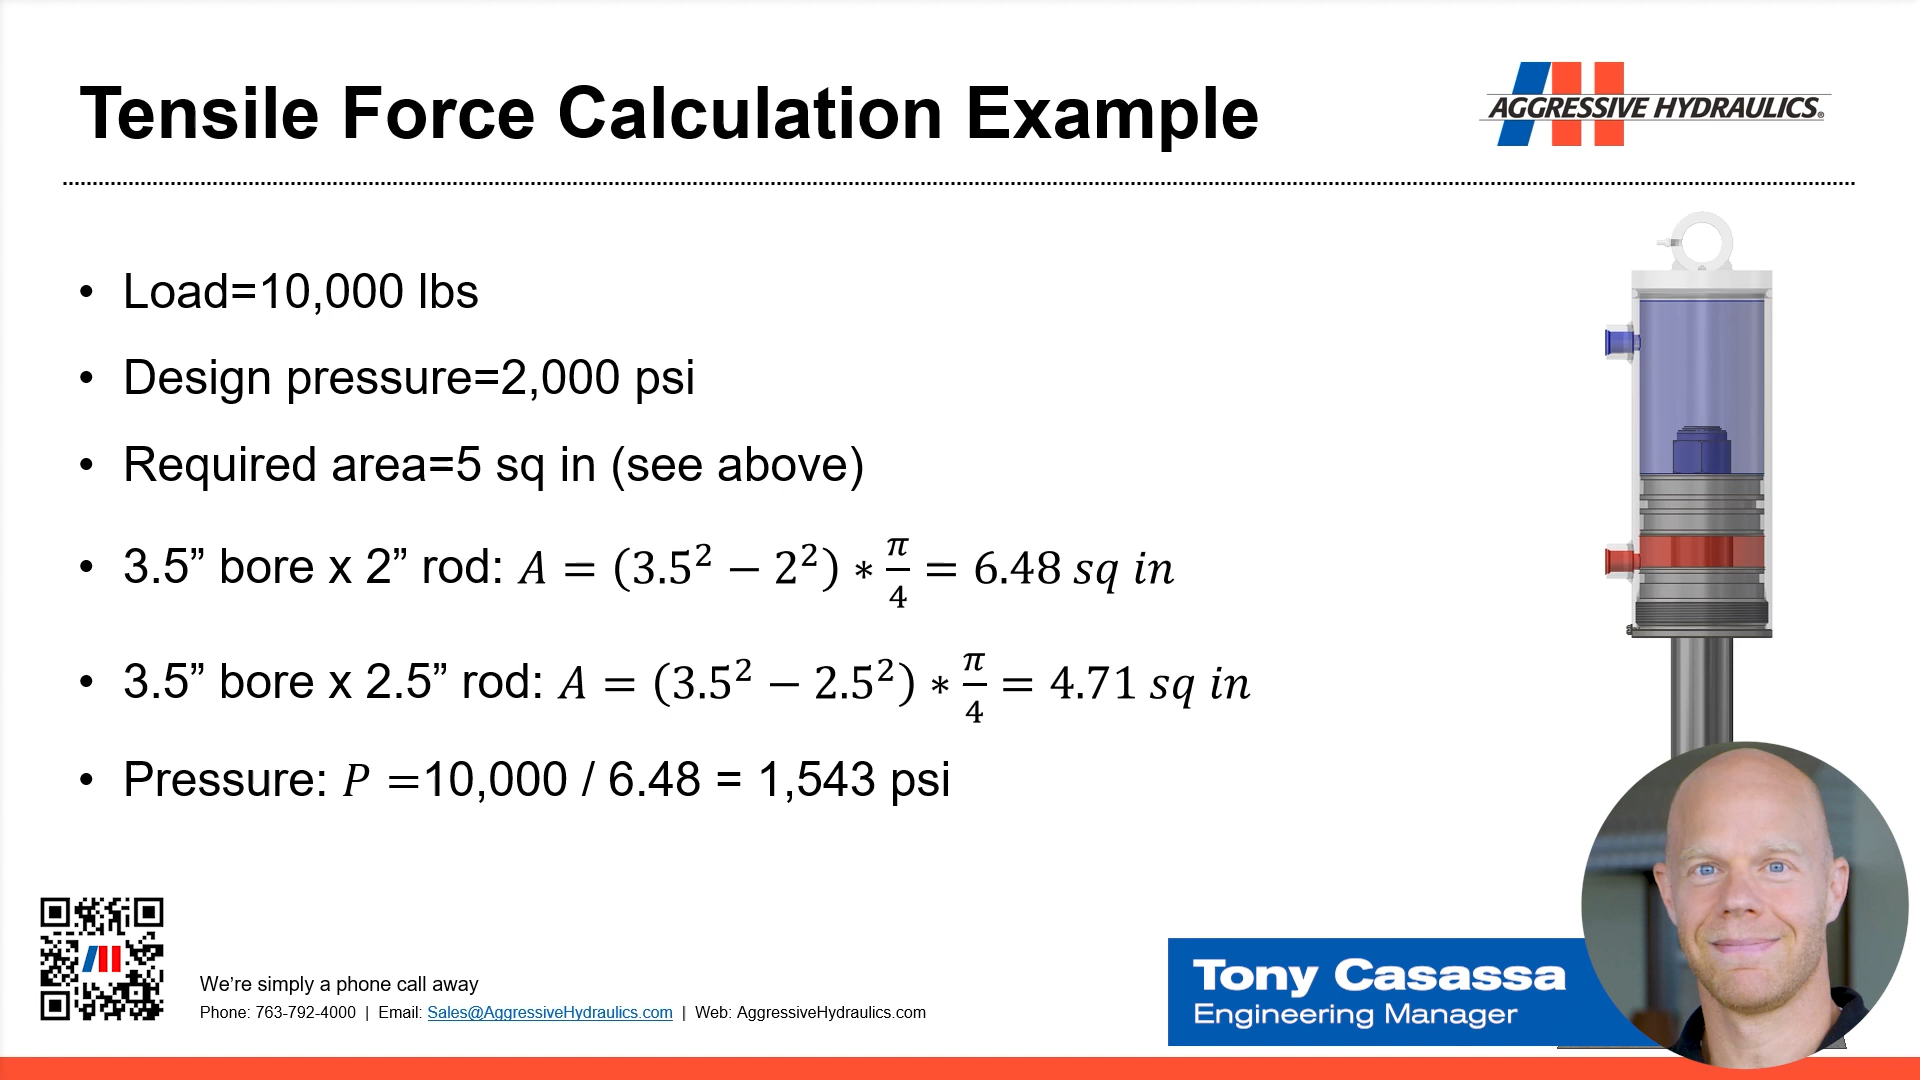 Tensile Force Calculation Example
AGGRESSIVE HYDRAULICS®
• Load=10,000 lbs
• Design pressure=2,000 psi
• Required area=5 sq in (see above)
• 3.5” bore x 2” rod: A = (3.5² − 2²) ∗ π/4 = 6.48 sq in
• 3.5” bore x 2.5” rod: A = (3.5² − 2.5²) ∗ π/4 = 4.71 sq in
• Pressure: P =10,000 / 6.48 = 1,543 psi
We’re simply a phone call away
Phone: 763-792-4000 | Email: Sales@AggressiveHydraulics.com | Web: AggressiveHydraulics.com
Tony Casassa
Engineering Manager